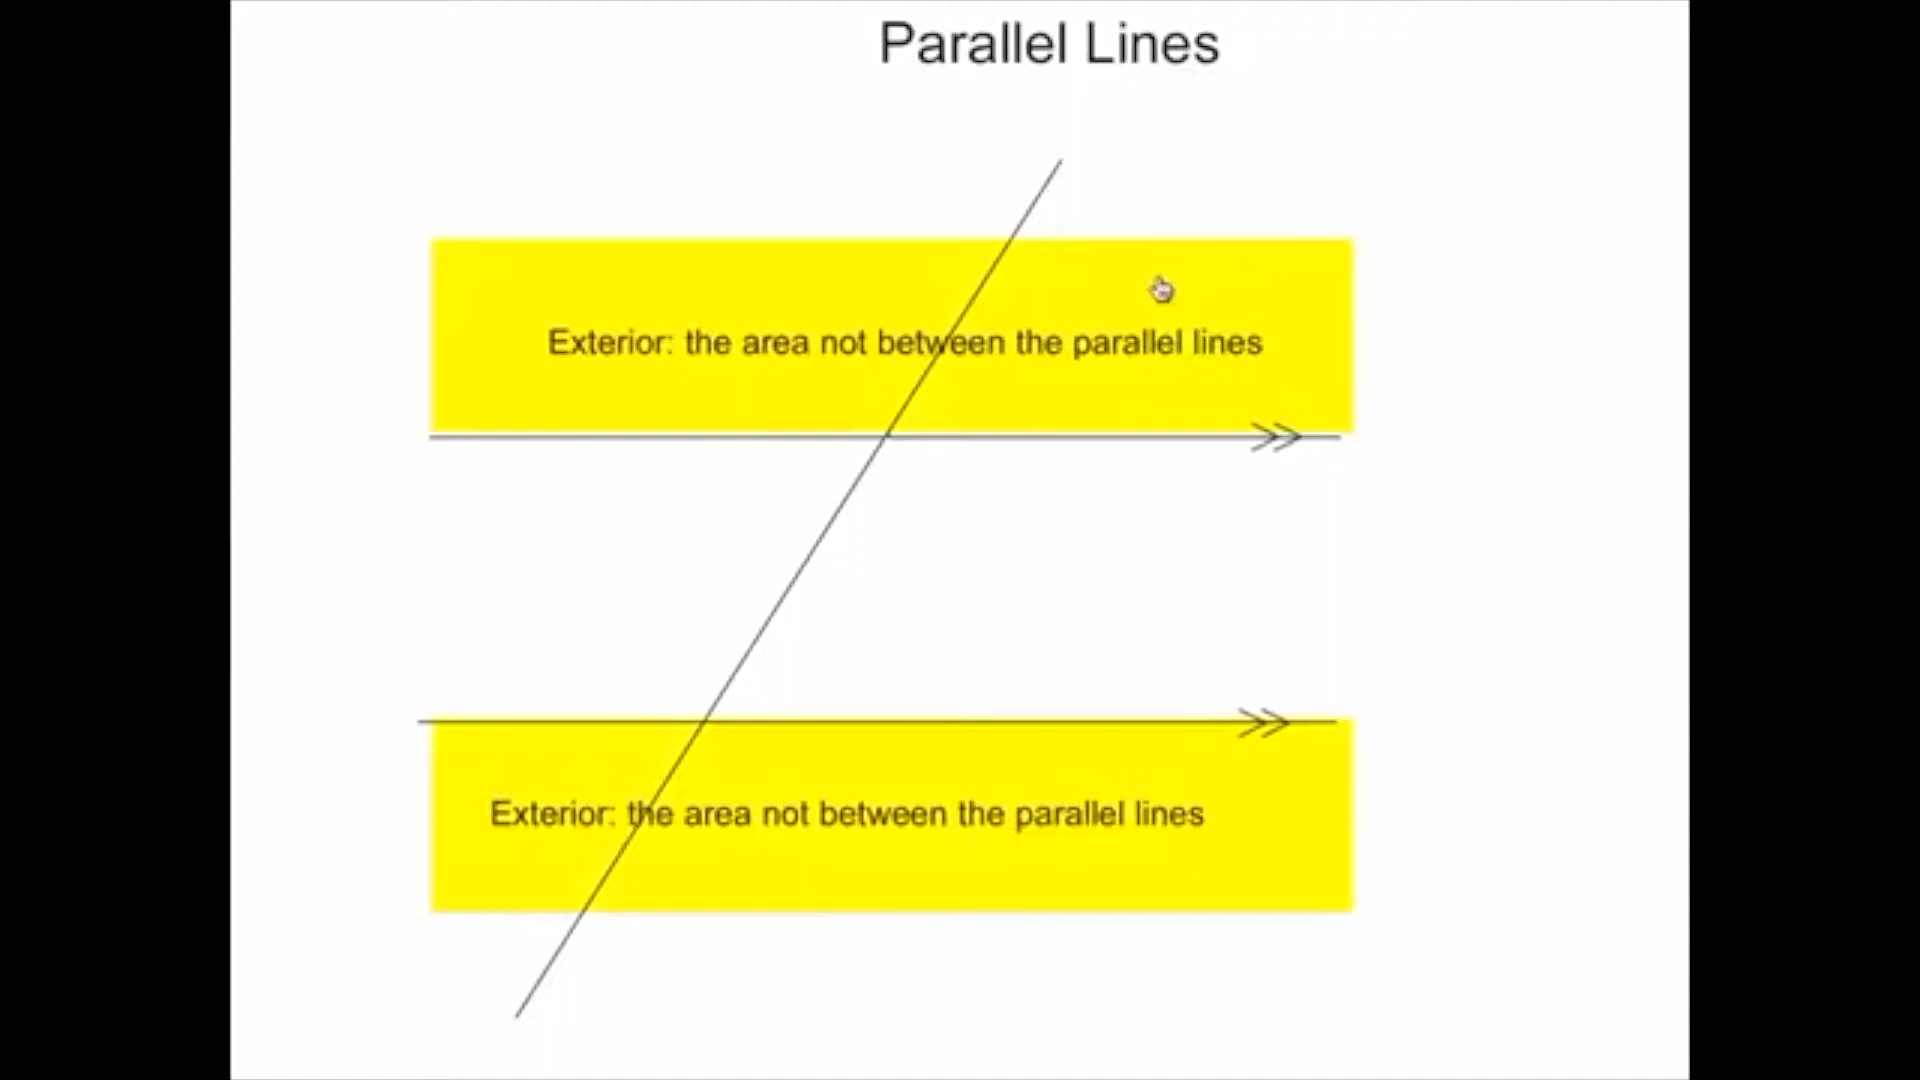 Parallel Lines
Exterior: the area not between the parallel lines
Exterior: the area not between the parallel lines